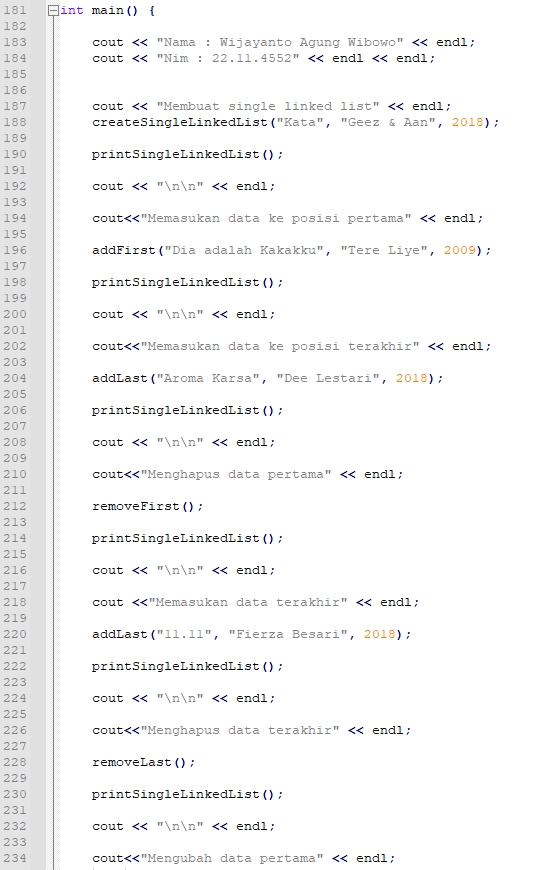 181 int main() {
182
183 cout << "Nama : Wijayanto Agung Wibowo" << endl;
184 cout << "Nim : 22.11.4552" << endl << endl;
185
186
187 cout << "Membuat single linked list" << endl;
188 createSingleLinkedList("Kata", "Geez & Aan", 2018);
189
190 printSingleLinkedList();
191
192 cout << "\n\n" << endl;
193
194 cout<<"Memasukan data ke posisi pertama" << endl;
195
196 addFirst("Dia adalah Kakakku", "Tere Liye", 2009);
197
198 printSingleLinkedList();
199
200 cout << "\n\n" << endl;
201
202 cout<<"Memasukan data ke posisi terakhir" << endl;
203
204 addLast("Aroma Karsa", "Dee Lestari", 2018);
205
206 printSingleLinkedList();
207
208 cout << "\n\n" << endl;
209
210 cout<<"Menghapus data pertama" << endl;
211
212 removeFirst();
213
214 printSingleLinkedList();
215
216 cout << "\n\n" << endl;
217
218 cout <<"Memasukan data terakhir" << endl;
219
220 addLast("11.11", "Fierza Besari", 2018);
221
222 printSingleLinkedList();
223
224 cout << "\n\n" << endl;
225
226 cout<<"Menghapus data terakhir" << endl;
227
228 removeLast();
229
230 printSingleLinkedList();
231
232 cout << "\n\n" << endl;
233
234 cout<<"Mengubah data pertama" << endl;